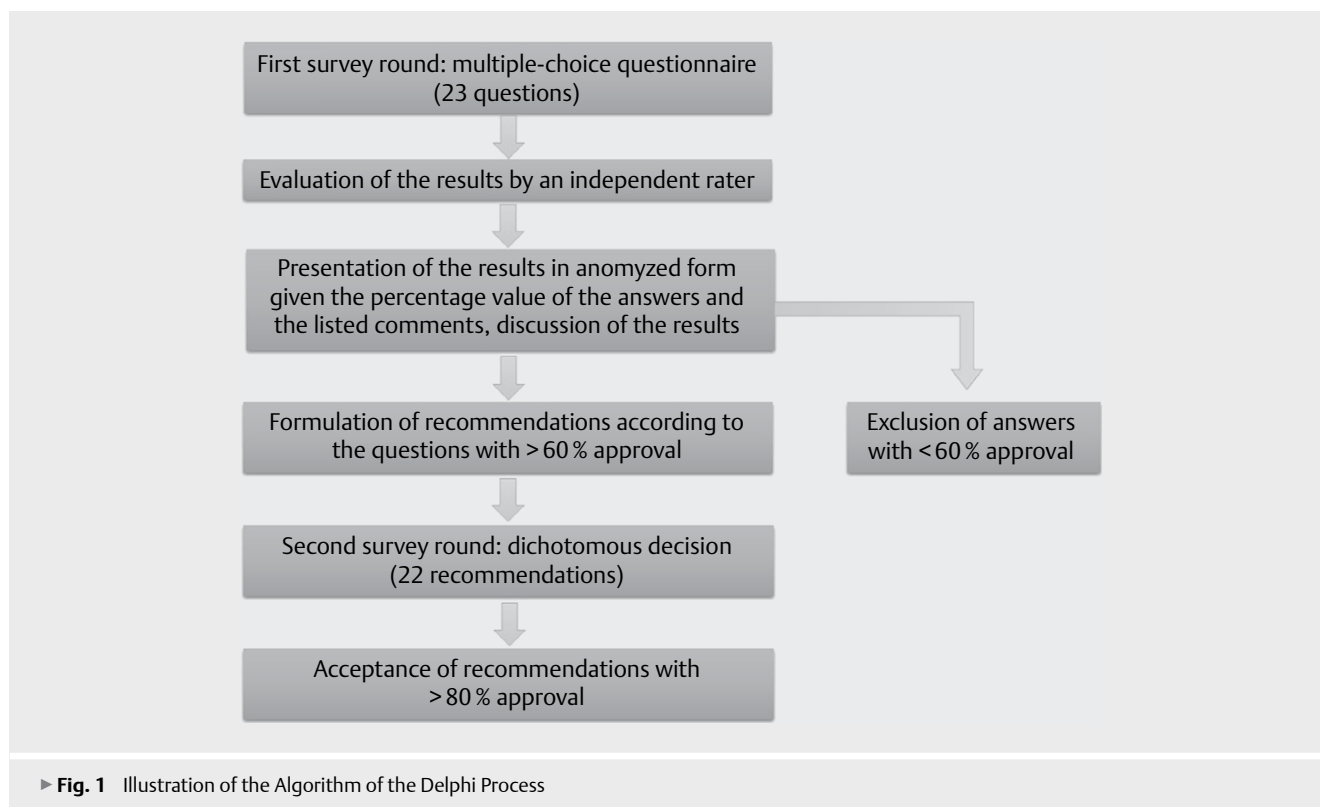 First survey round: multiple-choice questionnaire
(23 questions)
Evaluation of the results by an independent rater
Presentation of the results in anomyzed form
given the percentage value of the answers and
the listed comments, discussion of the results
Formulation of recommendations according to
the questions with > 60 % approval
Exclusion of answers
with < 60 % approval
Second survey round: dichotomous decision
(22 recommendations)
Acceptance of recommendations with
> 80 % approval
▶ Fig. 1 Illustration of the Algorithm of the Delphi Process